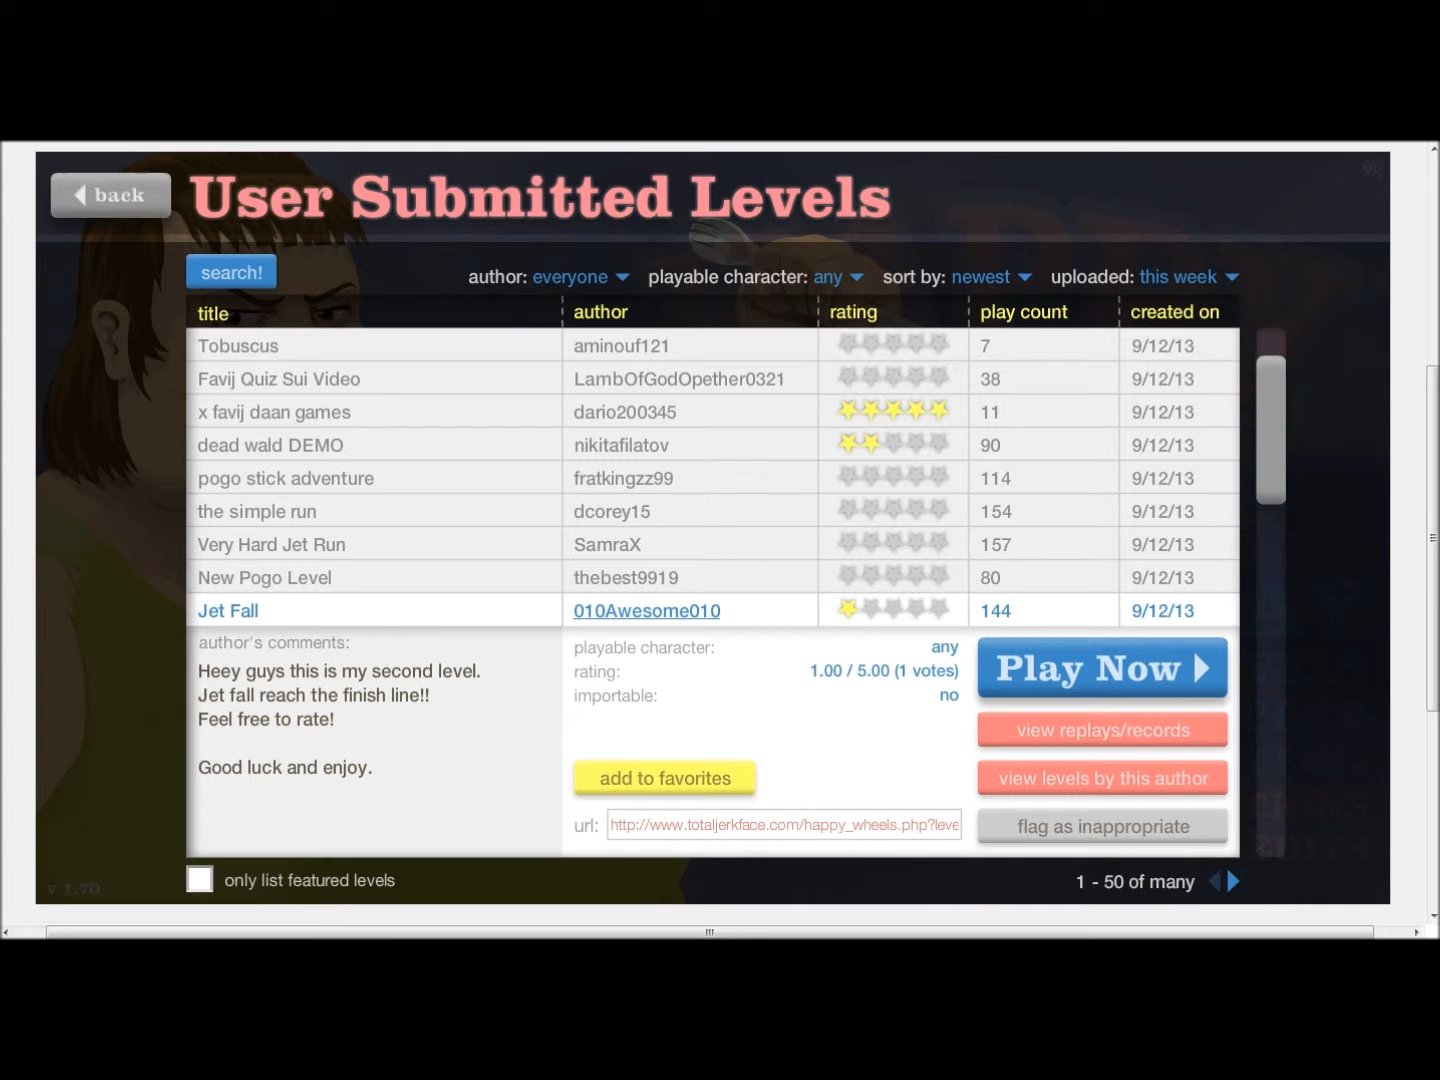 back
User Submitted Levels
search!
author: everyone playable character: any sort by: newest uploaded: this week
title author rating play count created on
Tobuscus aminouf121 7 9/12/13
Favij Quiz Sui Video LambOfGodOpether0321 38 9/12/13
x favij daan games dario200345 11 9/12/13
dead wald DEMO nikitafilatov 90 9/12/13
pogo stick adventure fratkingzz99 114 9/12/13
the simple run dcorey15 154 9/12/13
Very Hard Jet Run SamraX 157 9/12/13
New Pogo Level thebest9919 80 9/12/13
Jet Fall 010Awesome010 144 9/12/13
author's comments:
Heey guys this is my second level.
Jet fall reach the finish line!!
Feel free to rate!
Good luck and enjoy.
playable character: any
rating: 1.00 / 5.00 (1 votes)
importable: no
add to favorites
url: http://www.totaljerkface.com/happy_wheels.php?leve
Play Now
view replays/records
view levels by this author
flag as inappropriate
v 1.70
only list featured levels
1 - 50 of many